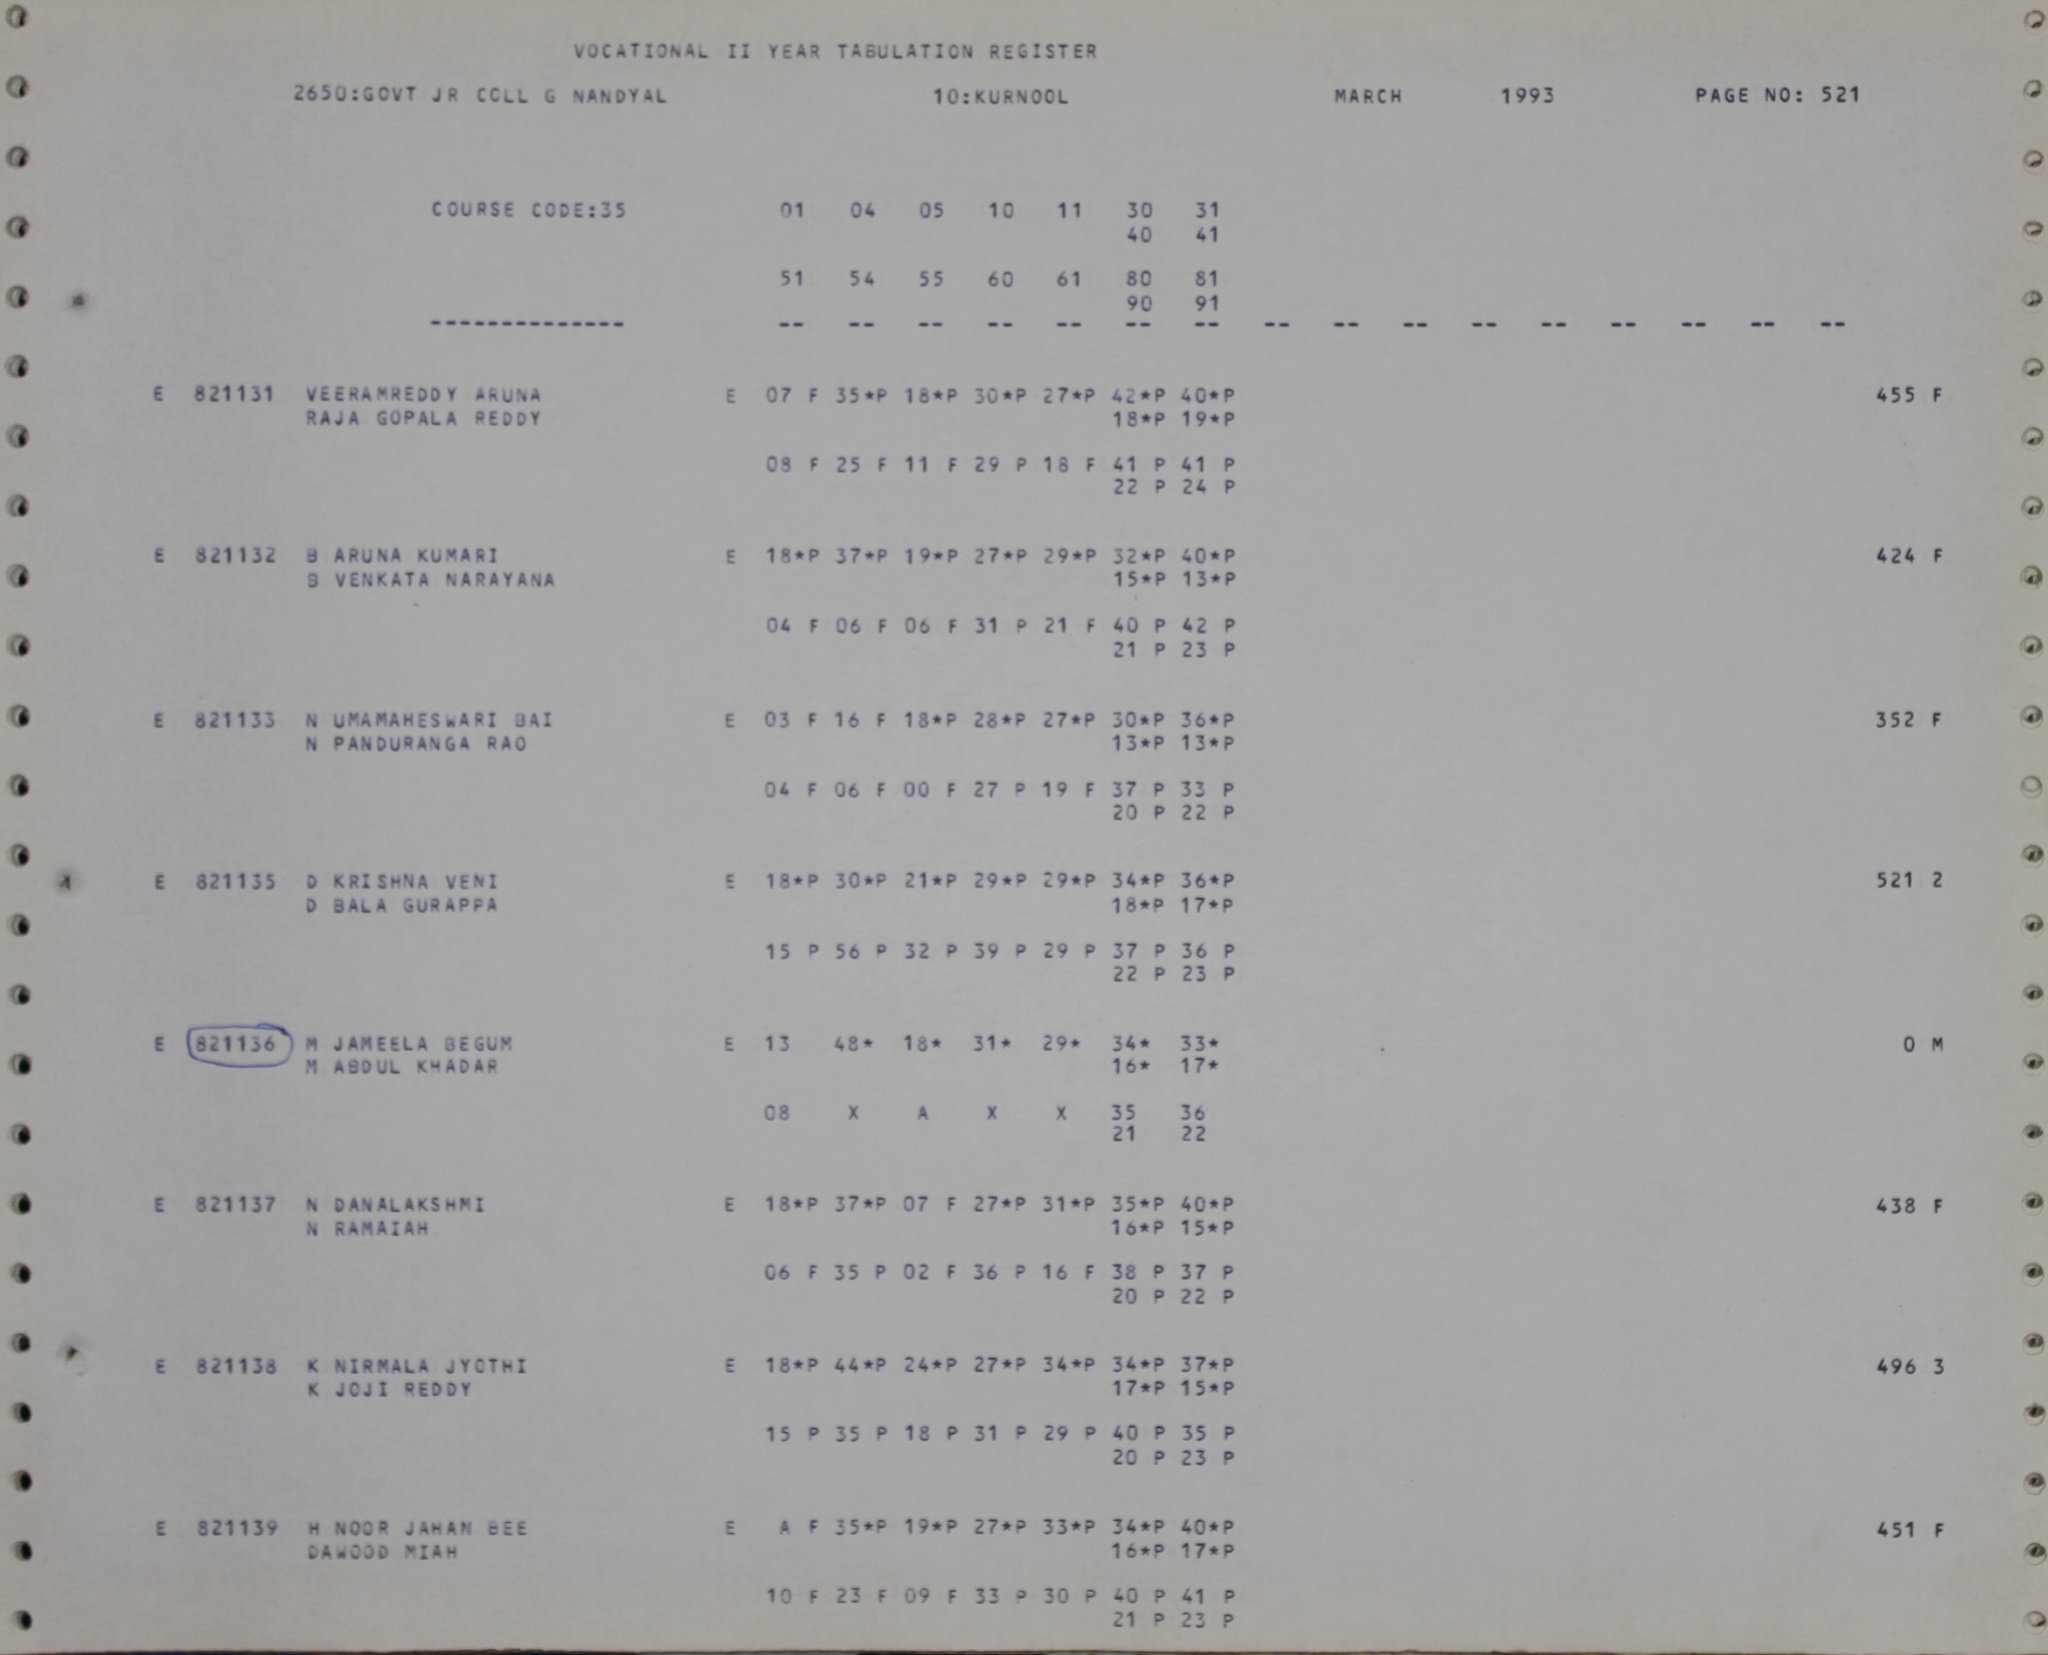 VOCATIONAL II YEAR TABULATION REGISTER
2650:GOVT JR COLL G NANDYAL 10:KURNOOL MARCH 1993 PAGE NO: 521
COURSE CODE:35 01 04 05 10 11 30 31
40 41
51 54 55 60 61 80 81
90 91
-------------- -- -- -- -- -- -- -- -- -- -- -- -- -- -- -- --
E 821131 VEERAMREDDY ARUNA E 07 F 35*P 18*P 30*P 27*P 42*P 40*P 455 F
RAJA GOPALA REDDY 18*P 19*P
08 F 25 F 11 F 29 P 18 F 41 P 41 P
22 P 24 P
E 821132 B ARUNA KUMARI E 18*P 37*P 19*P 27*P 29*P 32*P 40*P 424 F
B VENKATA NARAYANA 15*P 13*P
04 F 06 F 06 F 31 P 21 F 40 P 42 P
21 P 23 P
E 821133 N UMAMAHESWARI BAI E 03 F 16 F 18*P 28*P 27*P 30*P 36*P 352 F
N PANDURANGA RAO 13*P 13*P
04 F 06 F 00 F 27 P 19 F 37 P 33 P
20 P 22 P
E 821135 D KRISHNA VENI E 18*P 30*P 21*P 29*P 29*P 34*P 36*P 521 2
D BALA GURAPPA 18*P 17*P
15 P 56 P 32 P 39 P 29 P 37 P 36 P
22 P 23 P
E 821136 M JAMEELA BEGUM E 13 48* 18* 31* 29* 34* 33* 0 M
M ABDUL KHADAR 16* 17*
08 X A X X 35 36
21 22
E 821137 N DANALAKSHMI E 18*P 37*P 07 F 27*P 31*P 35*P 40*P 438 F
N RAMAIAH 16*P 15*P
06 F 35 P 02 F 36 P 16 F 38 P 37 P
20 P 22 P
E 821138 K NIRMALA JYOTHI E 18*P 44*P 24*P 27*P 34*P 34*P 37*P 496 3
K JOJI REDDY 17*P 15*P
15 P 35 P 18 P 31 P 29 P 40 P 35 P
20 P 23 P
E 821139 H NOOR JAHAN BEE E A F 35*P 19*P 27*P 33*P 34*P 40*P 451 F
DAWOOD MIAH 16*P 17*P
10 F 23 F 09 F 33 P 30 P 40 P 41 P
21 P 23 P